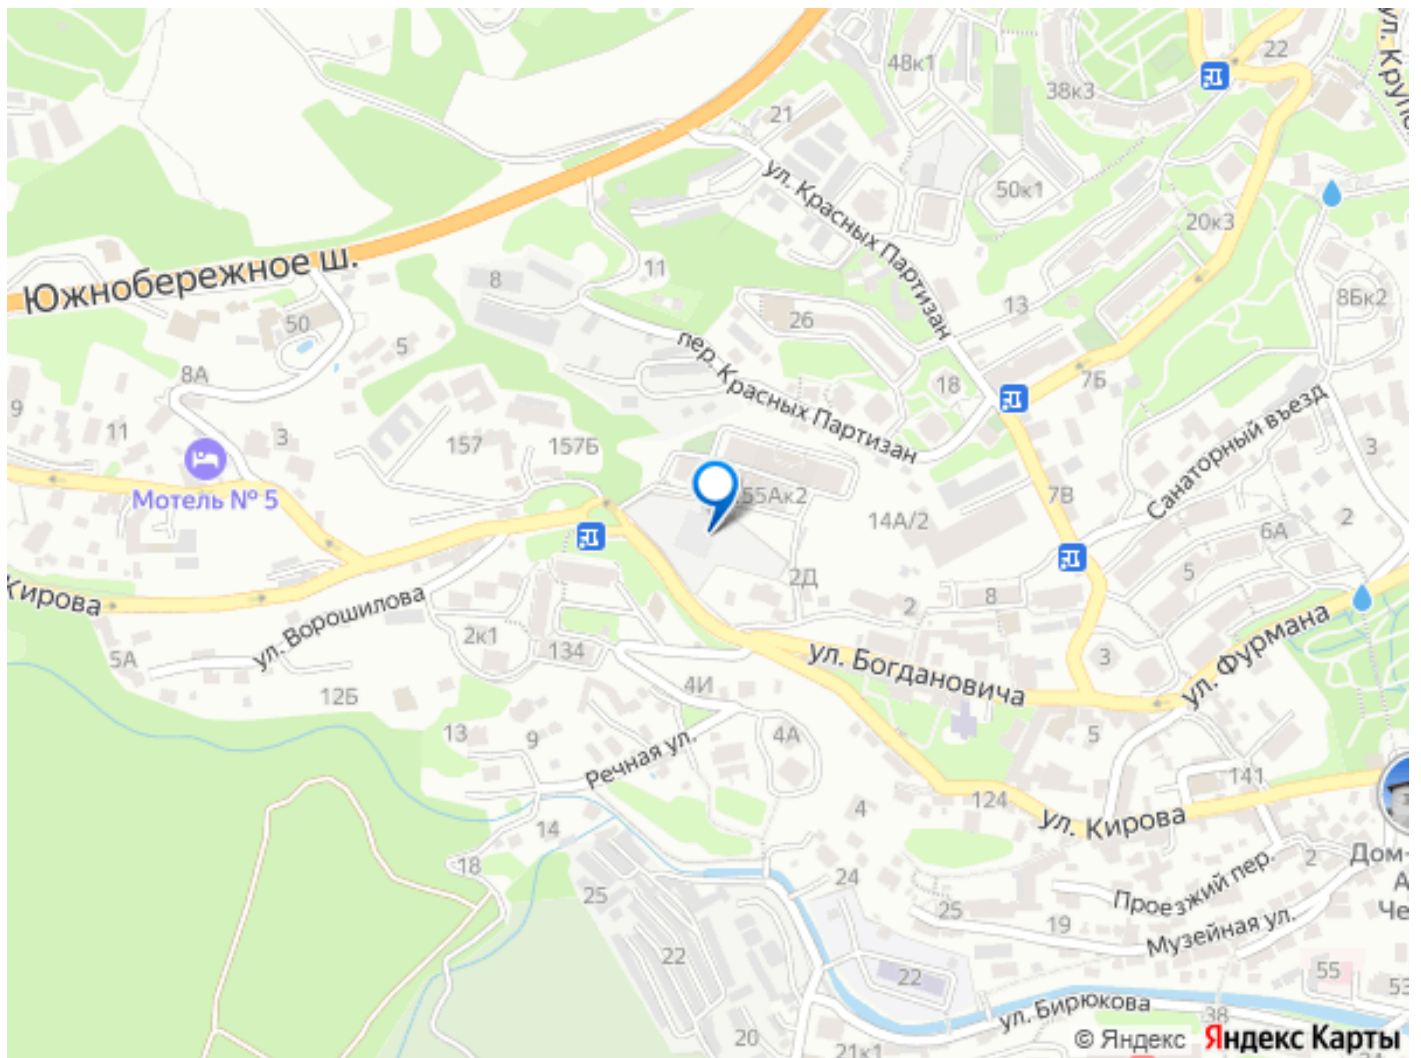 22
48к1
38к3
21
ул. Круп
ул. Красных Партизан
50к1
20к3
Южнобережное ш.
8
11
13
8Бк2
50
26
5
пер. Красных Партизан
8А
18
7Б
9
11
3
157
157Б
Санаторный въезд
3
Мотель № 5
55Ак2
7В
14А/2
2
6А
5
Кирова
ул. Ворошилова
2Д
2
8
ул. Фурмана
2к1
134
5А
ул. Богдановича
3
12Б
4И
13
9
Речная ул.
4А
5
141
124
ул. Кирова
4
14
18
2
Дом-
А
Че
24
25
25
Проезжий пер.
19
Музейная ул.
22
22
55
53
ул. Бирюкова
38
20
21к1
© Яндекс Яндекс Карты